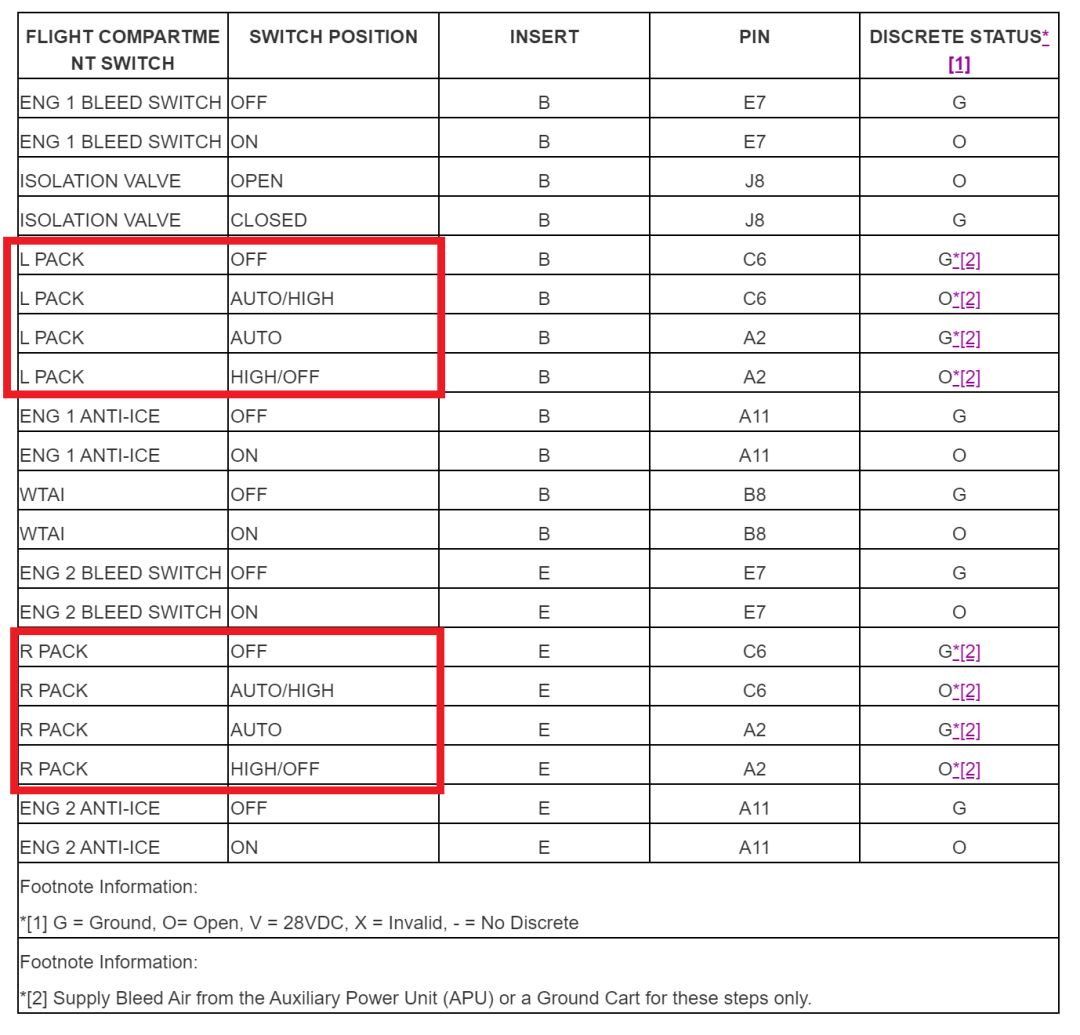 FLIGHT COMPARTME SWITCH POSITION INSERT PIN DISCRETE STATUS*
NT SWITCH [1]
ENG 1 BLEED SWITCH OFF B E7 G
ENG 1 BLEED SWITCH ON B E7 O
ISOLATION VALVE OPEN B J8 O
ISOLATION VALVE CLOSED B J8 G
L PACK OFF B C6 G*[2]
L PACK AUTO/HIGH B C6 O*[2]
L PACK AUTO B A2 G*[2]
L PACK HIGH/OFF B A2 O*[2]
ENG 1 ANTI-ICE OFF B A11 G
ENG 1 ANTI-ICE ON B A11 O
WTAI OFF B B8 G
WTAI ON B B8 O
ENG 2 BLEED SWITCH OFF E E7 G
ENG 2 BLEED SWITCH ON E E7 O
R PACK OFF E C6 G*[2]
R PACK AUTO/HIGH E C6 O*[2]
R PACK AUTO E A2 G*[2]
R PACK HIGH/OFF E A2 O*[2]
ENG 2 ANTI-ICE OFF E A11 G
ENG 2 ANTI-ICE ON E A11 O
Footnote Information:
*[1] G = Ground, O= Open, V = 28VDC, X = Invalid, - = No Discrete
Footnote Information:
*[2] Supply Bleed Air from the Auxiliary Power Unit (APU) or a Ground Cart for these steps only.